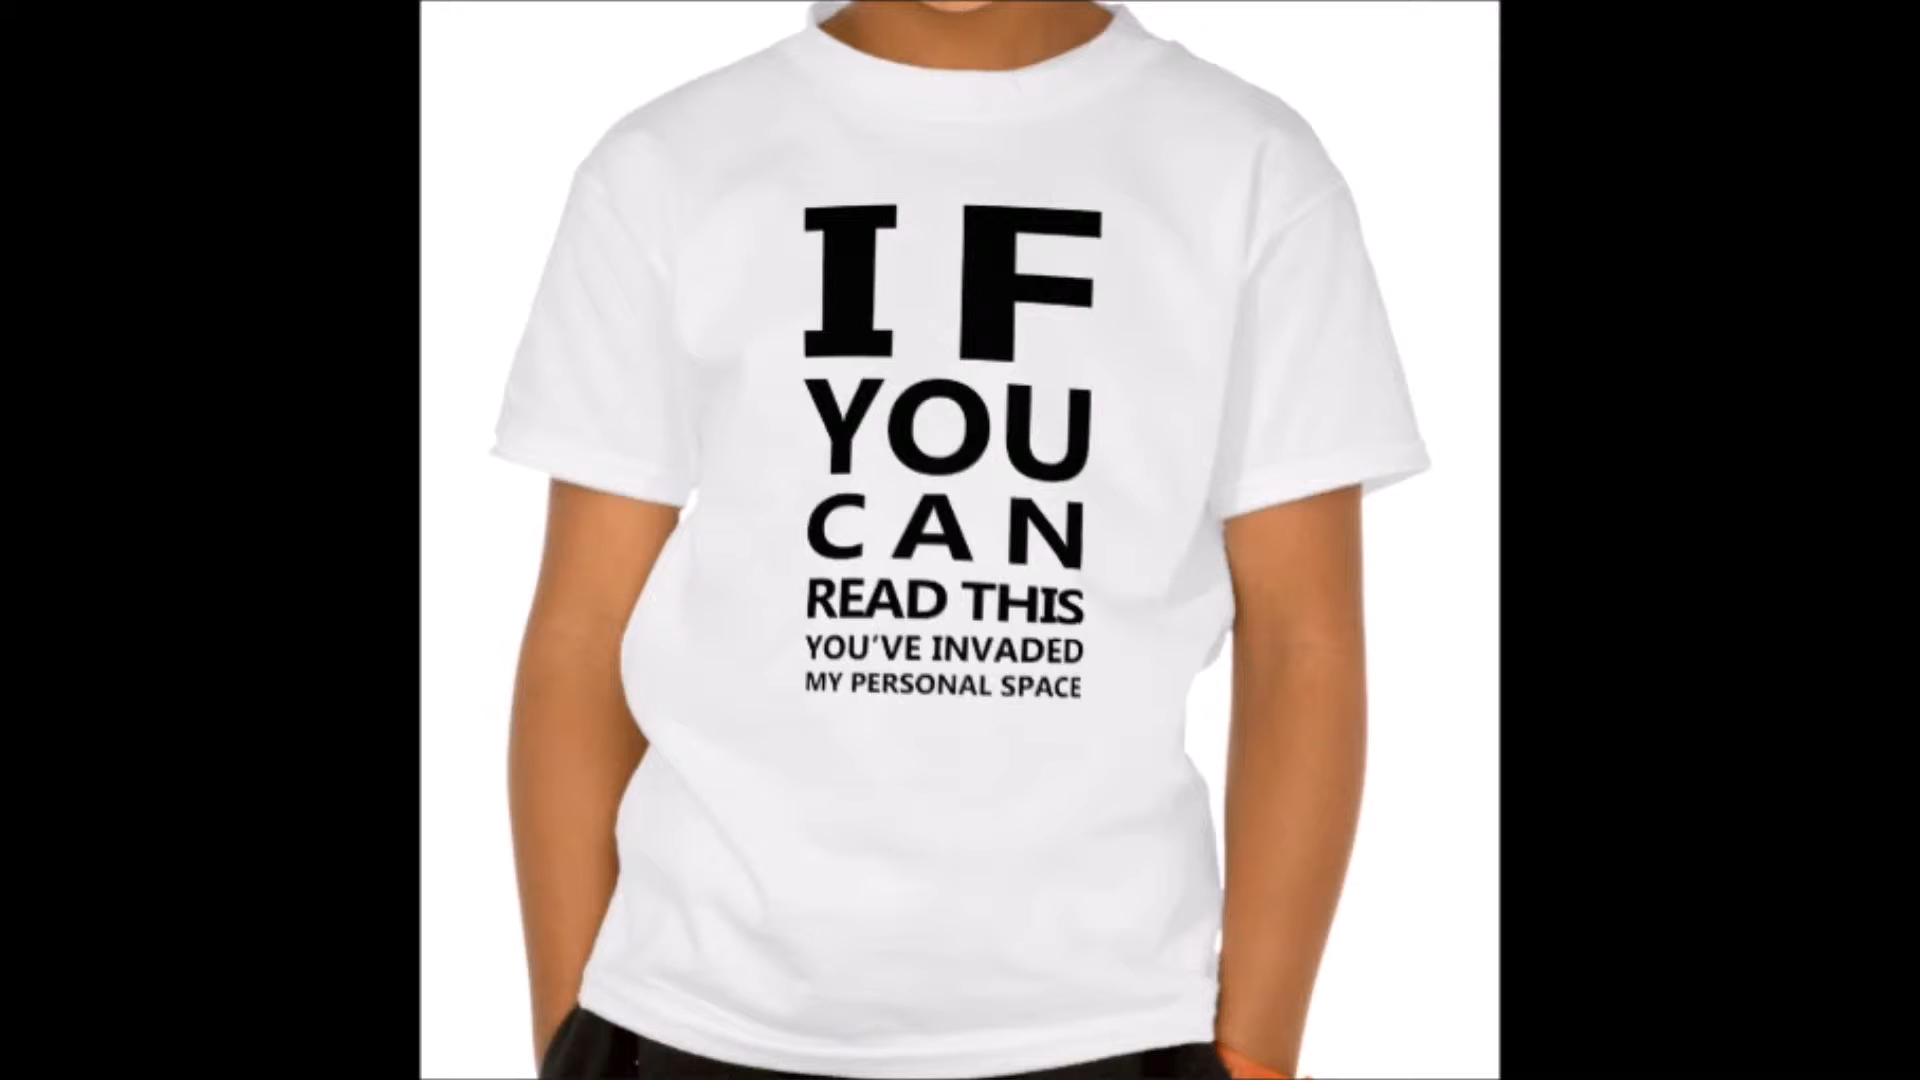 IF
YOU
CAN
READ THIS
YOU'VE INVADED
MY PERSONAL SPACE